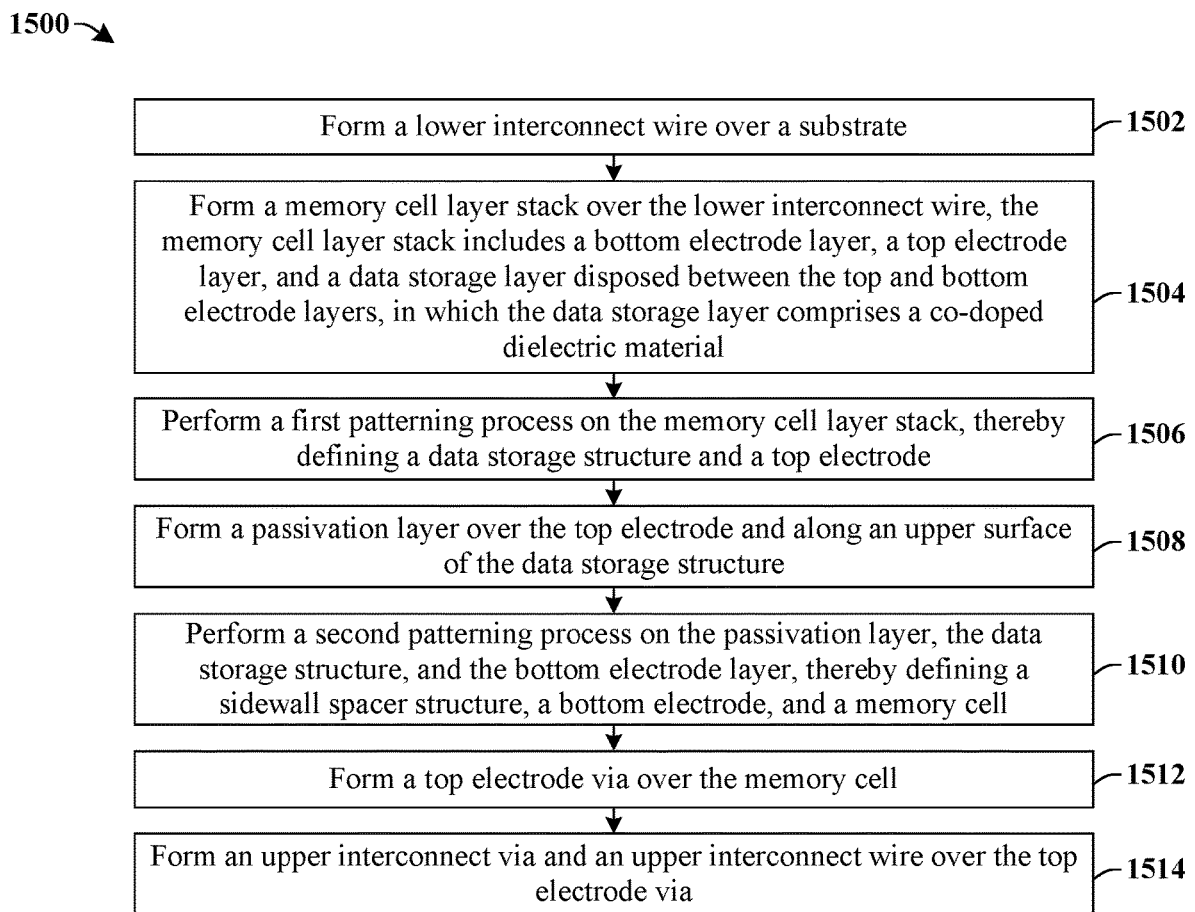 1500
Form a lower interconnect wire over a substrate
1502
Form a memory cell layer stack over the lower interconnect wire, the
memory cell layer stack includes a bottom electrode layer, a top electrode
layer, and a data storage layer disposed between the top and bottom
electrode layers, in which the data storage layer comprises a co-doped
dielectric material
1504
Perform a first patterning process on the memory cell layer stack, thereby
defining a data storage structure and a top electrode
1506
Form a passivation layer over the top electrode and along an upper surface
of the data storage structure
1508
Perform a second patterning process on the passivation layer, the data
storage structure, and the bottom electrode layer, thereby defining a
sidewall spacer structure, a bottom electrode, and a memory cell
1510
Form a top electrode via over the memory cell
1512
Form an upper interconnect via and an upper interconnect wire over the top
electrode via
1514